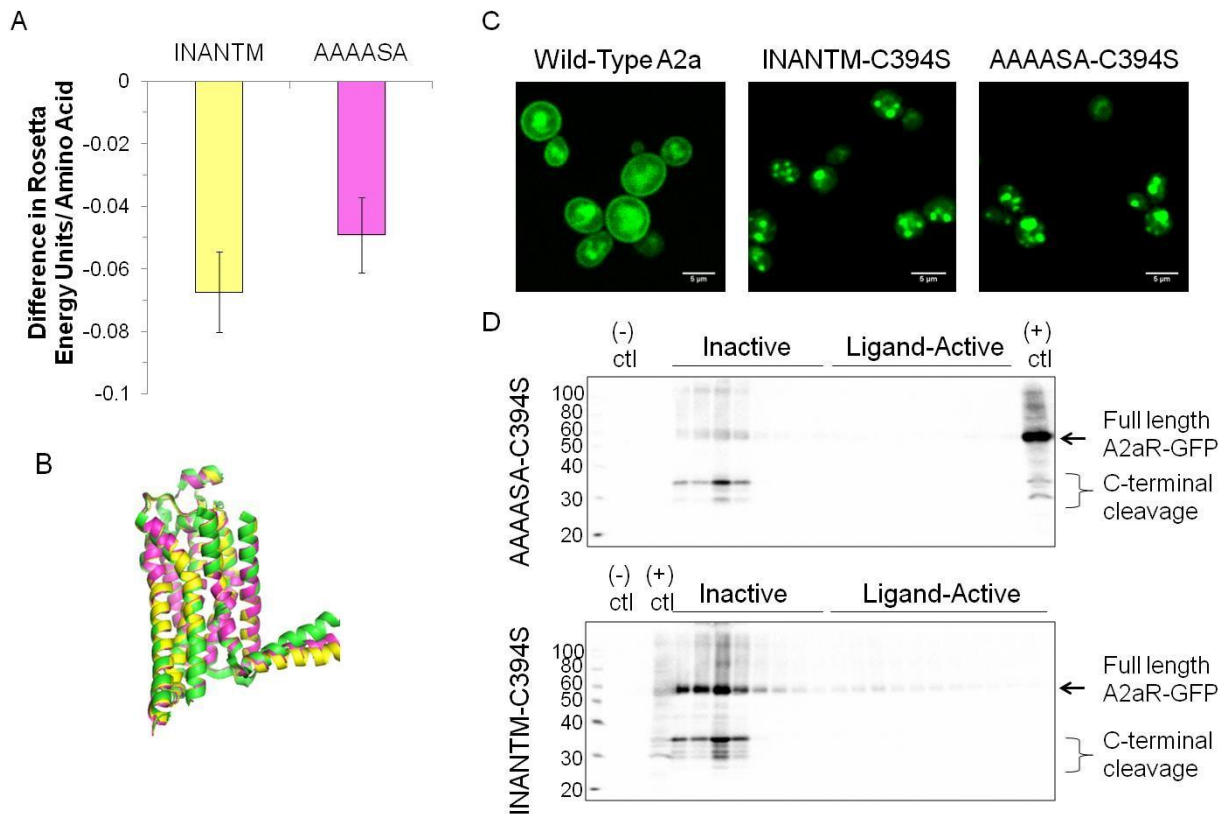 A
INANTM
AAAASA
0
-0.02
-0.04
-0.06
-0.08
-0.1
Difference in Rosetta
Energy Units/ Amino Acid
B
C
Wild-Type A2a
INANTM-C394S
AAAASA-C394S
5 µm
5 µm
5 µm
D
(-)
ctl
Inactive
Ligand-Active
(+)
ctl
AAAASA-C394S
100
80
60
50
40
30
20
Full length
A2aR-GFP
C-terminal
cleavage
(-)
ctl
(+)
ctl
Inactive
Ligand-Active
INANTM-C394S
100
80
60
50
40
30
20
Full length
A2aR-GFP
C-terminal
cleavage